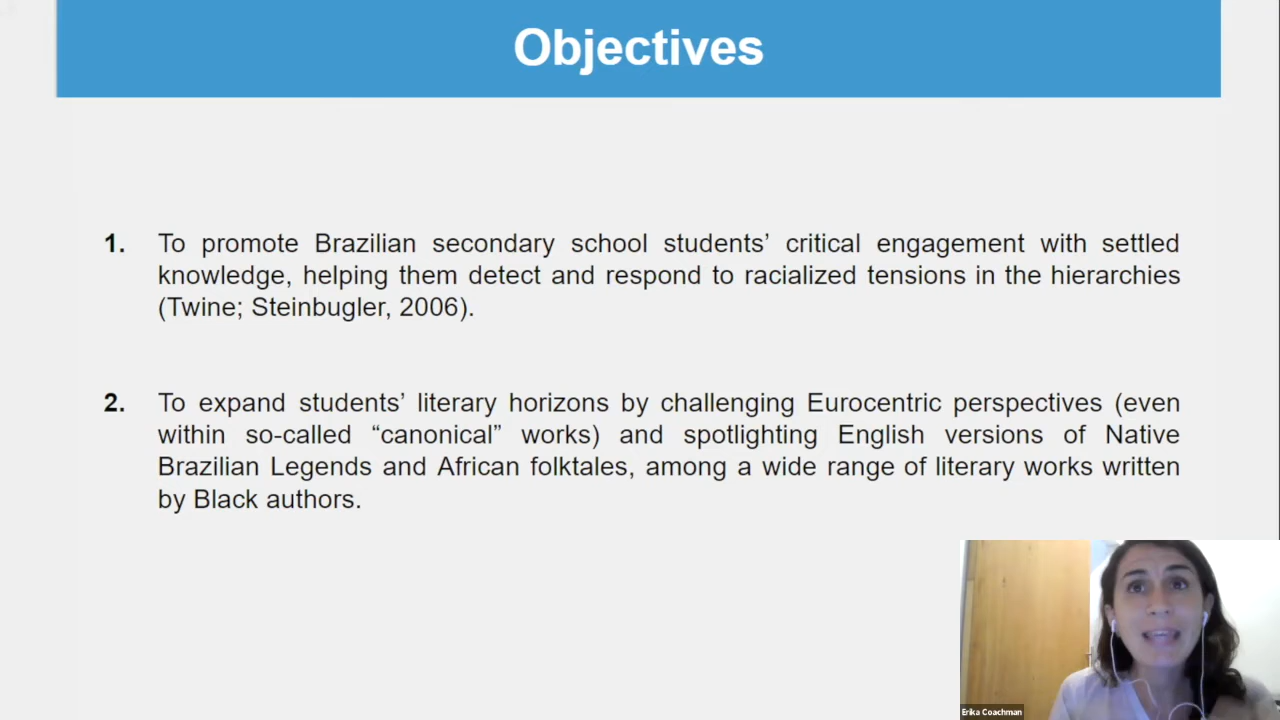 Objectives
1. To promote Brazilian secondary school students’ critical engagement with settled
knowledge, helping them detect and respond to racialized tensions in the hierarchies
(Twine; Steinbugler, 2006).
2. To expand students’ literary horizons by challenging Eurocentric perspectives (even
within so-called “canonical” works) and spotlighting English versions of Native
Brazilian Legends and African folktales, among a wide range of literary works written
by Black authors.
Erika Coachman